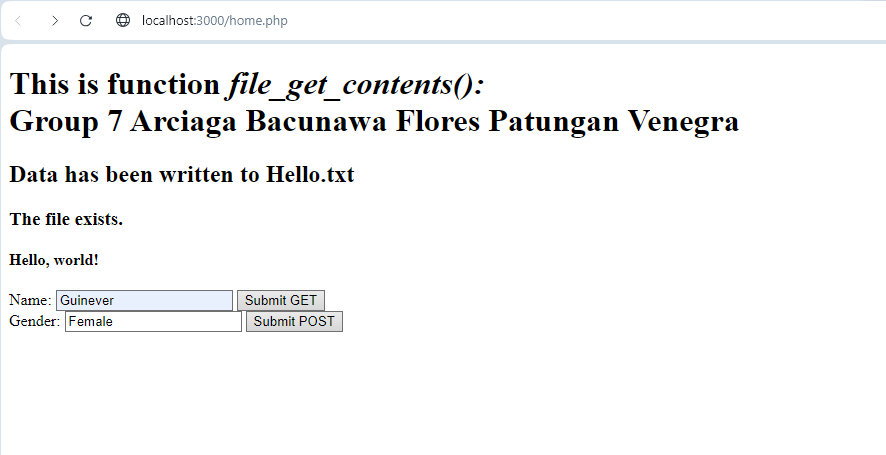 localhost:3000/home.php
This is function file_get_contents():
Group 7 Arciaga Bacunawa Flores Patungan Venegra
Data has been written to Hello.txt
The file exists.
Hello, world!
Name: Guinever Submit GET
Gender: Female Submit POST